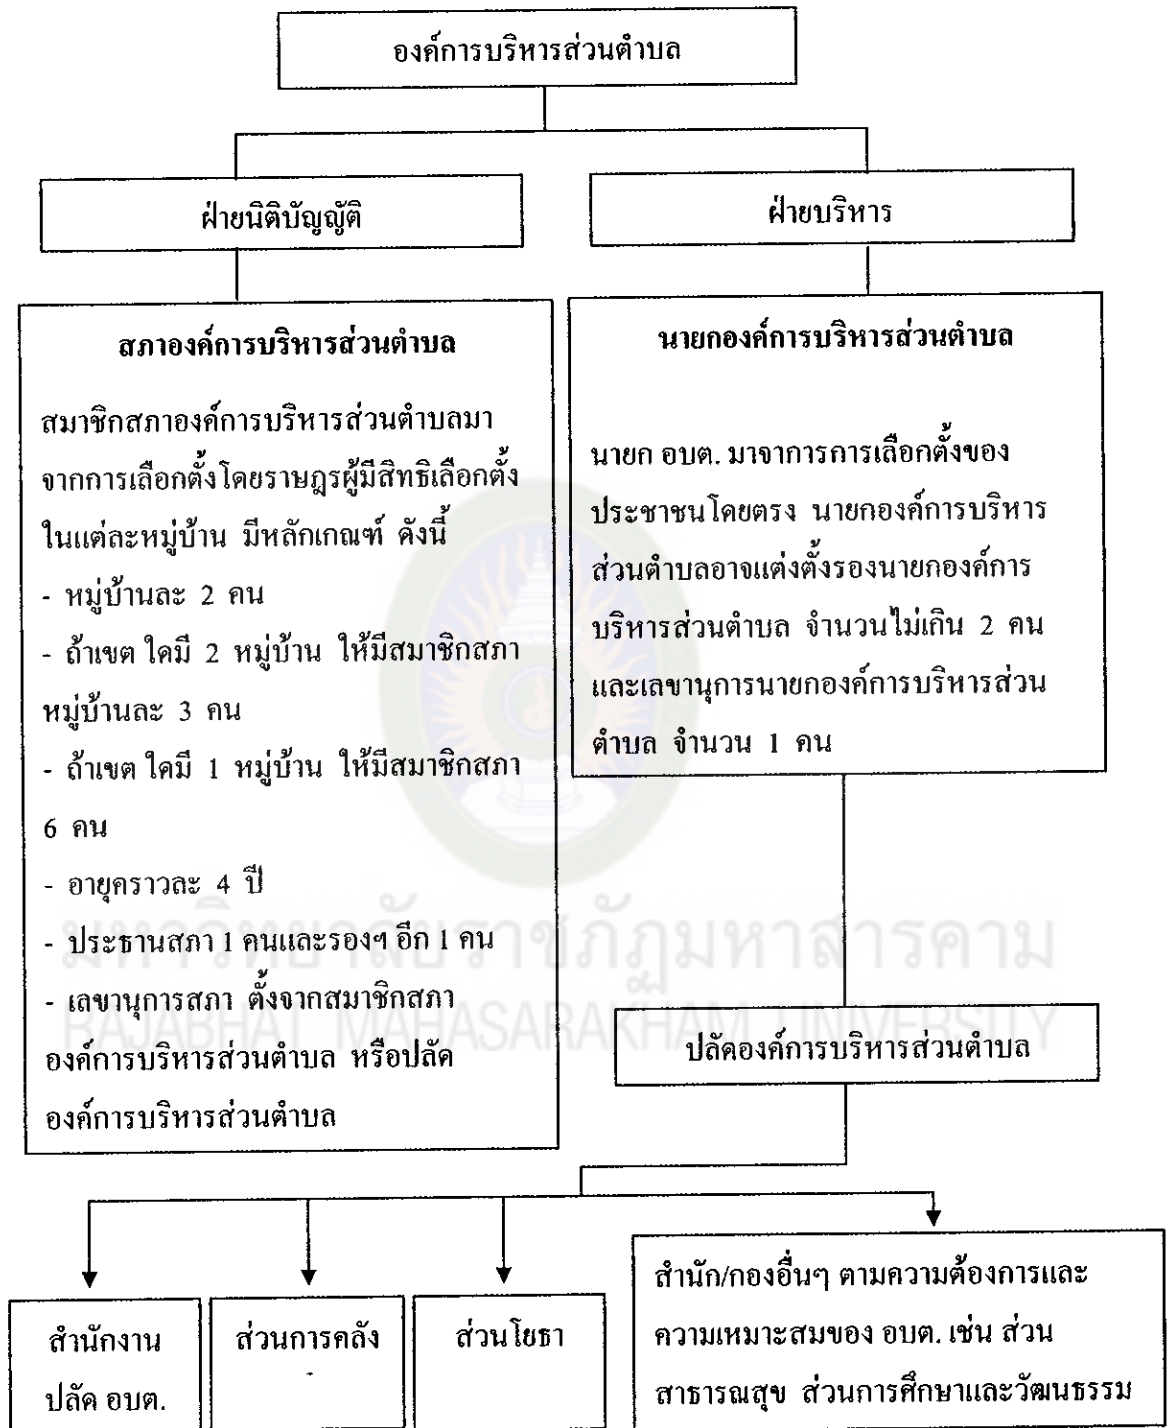 องค์การบริหารส่วนตำบล
ฝ่ายนิติบัญญัติ
ฝ่ายบริหาร
สภาองค์การบริหารส่วนตำบล
สมาชิกสภาองค์การบริหารส่วนตำบลมา
จากการเลือกตั้งโดยราษฎรผู้มีสิทธิเลือกตั้ง
ในแต่ละหมู่บ้าน มีหลักเกณฑ์ ดังนี้
- หมู่บ้านละ 2 คน
- ถ้าเขต ใดมี 2 หมู่บ้าน ให้มีสมาชิกสภา
หมู่บ้านละ 3 คน
- ถ้าเขต ใดมี 1 หมู่บ้าน ให้มีสมาชิกสภา
6 คน
- อายุคราวละ 4 ปี
- ประธานสภา 1 คนและรองฯ อีก 1 คน
- เลขานุการสภา ตั้งจากสมาชิกสภา
องค์การบริหารส่วนตำบล หรือปลัด
องค์การบริหารส่วนตำบล
นายกองค์การบริหารส่วนตำบล
นายก อบต. มาจาการการเลือกตั้งของ
ประชาชนโดยตรง นายกองค์การบริหาร
ส่วนตำบลอาจแต่งตั้งรองนายกองค์การ
บริหารส่วนตำบล จำนวนไม่เกิน 2 คน
และเลขานุการนายกองค์การบริหารส่วน
ตำบล จำนวน 1 คน
มหาวิทยาลัยราชภัฏมหาสารคาม
RAJABHAT MAHASARAKHAM UNIVERSITY
ปลัดองค์การบริหารส่วนตำบล
สำนักงาน
ปลัด อบต.
ส่วนการคลัง
ส่วนโยธา
สำนัก/กองอื่นๆ ตามความต้องการและ
ความเหมาะสมของ อบต. เช่น ส่วน
สาธารณสุข ส่วนการศึกษาและวัฒนธรรม